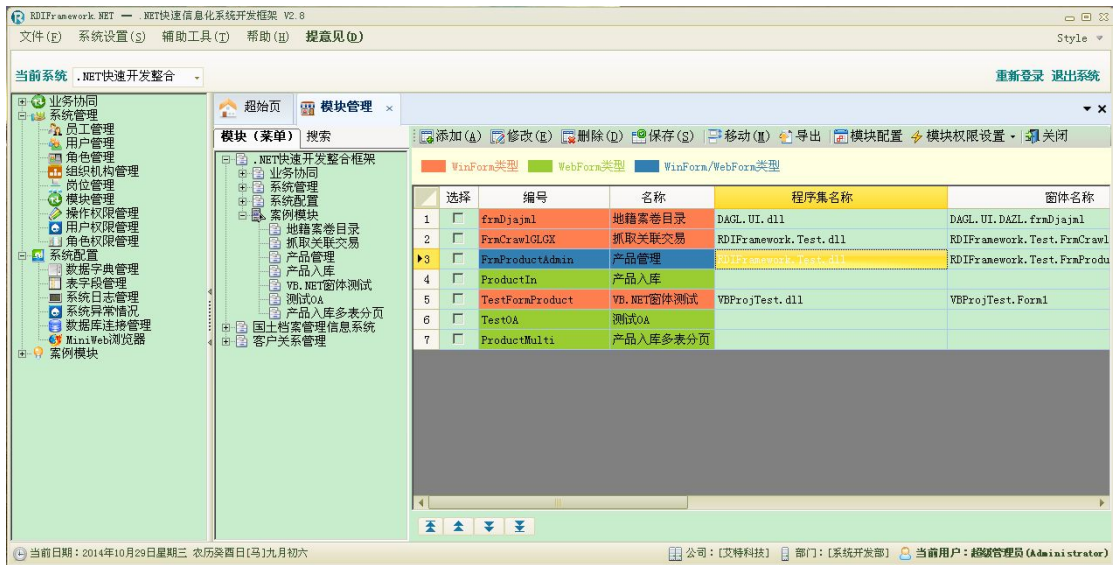 RDIFramework.NET — .NET快速信息化系统开发框架 V2.8
文件(F) 系统设置(S) 辅助工具(T) 帮助(H) 提意见(D) Style
当前系统 .NET快速开发整合 重新登录 退出系统
业务协同
系统管理
员工管理
用户管理
角色管理
组织机构管理
岗位管理
模块管理
操作权限管理
用户权限管理
角色权限管理
系统配置
数据字典管理
表字段管理
系统日志管理
系统异常情况
数据库连接管理
MiniWeb浏览器
案例模块
超始页 模块管理 ×
模块（菜单） 搜索
.NET快速开发整合框架
业务协同
系统管理
系统配置
案例模块
地籍案卷目录
抓取关联交易
产品管理
产品入库
VB.NET窗体测试
测试OA
产品入库多表分页
国土档案管理信息系统
客户关系管理
添加(A) 修改(E) 删除(D) 保存(S) 移动(M) 导出 模块配置 模块权限设置 关闭
WinForm类型 WebForm类型 WinForm/WebForm类型
选择 编号 名称 程序集名称 窗体名称
1 frmDjajml 地籍案卷目录 DAGL.UI.dll DAGL.UI.DAZL.frmDjajml
2 FrmCrawlGLGX 抓取关联交易 RDIFramework.Test.dll RDIFramework.Test.FrmCrawl
3 FrmProductAdmin 产品管理 RDIFramework.Test.dll RDIFramework.Test.FrmProdu
4 ProductIn 产品入库
5 TestFormProduct VB.NET窗体测试 VBProjTest.dll VBProjTest.Form1
6 TestOA 测试OA
7 ProductMulti 产品入库多表分页
当前日期：2014年10月29日星期三 农历癸酉日[马]九月初六 公司：[艾特科技] 部门：[系统开发部] 当前用户：超级管理员(Administrator)